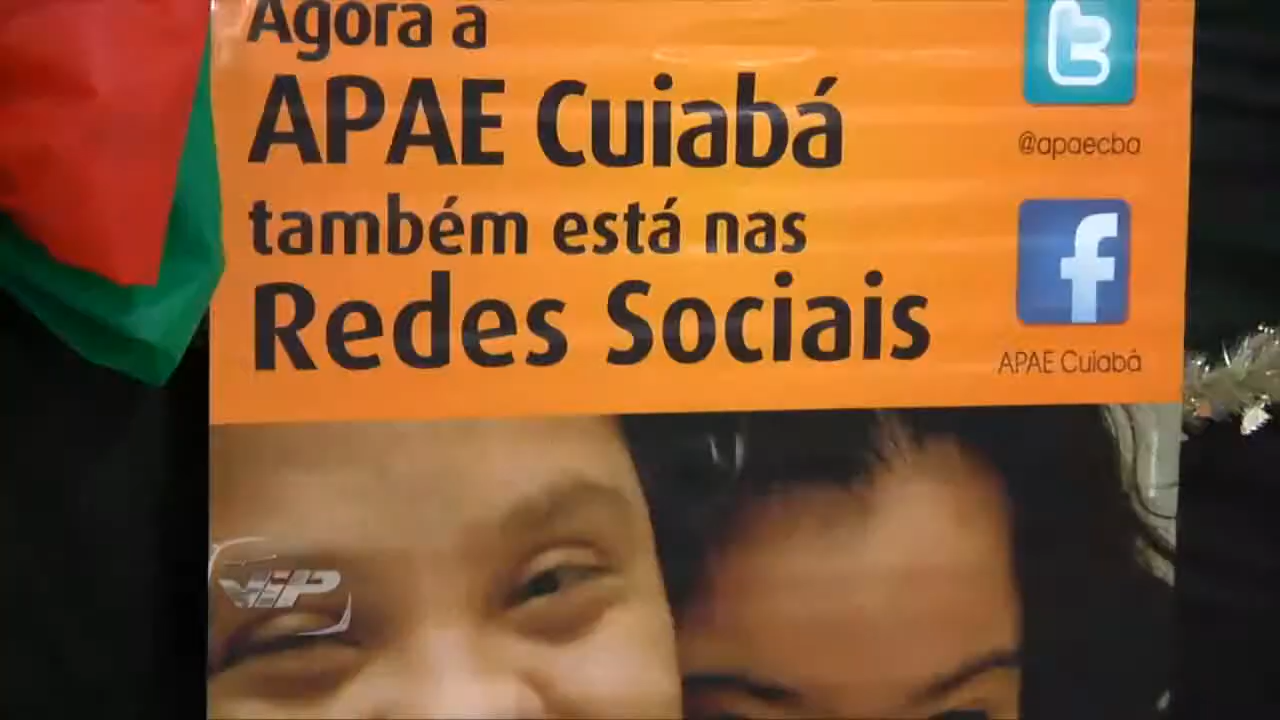 Agora a
APAE Cuiabá
também está nas
Redes Sociais
@apaecba
APAE Cuiabá
VIP